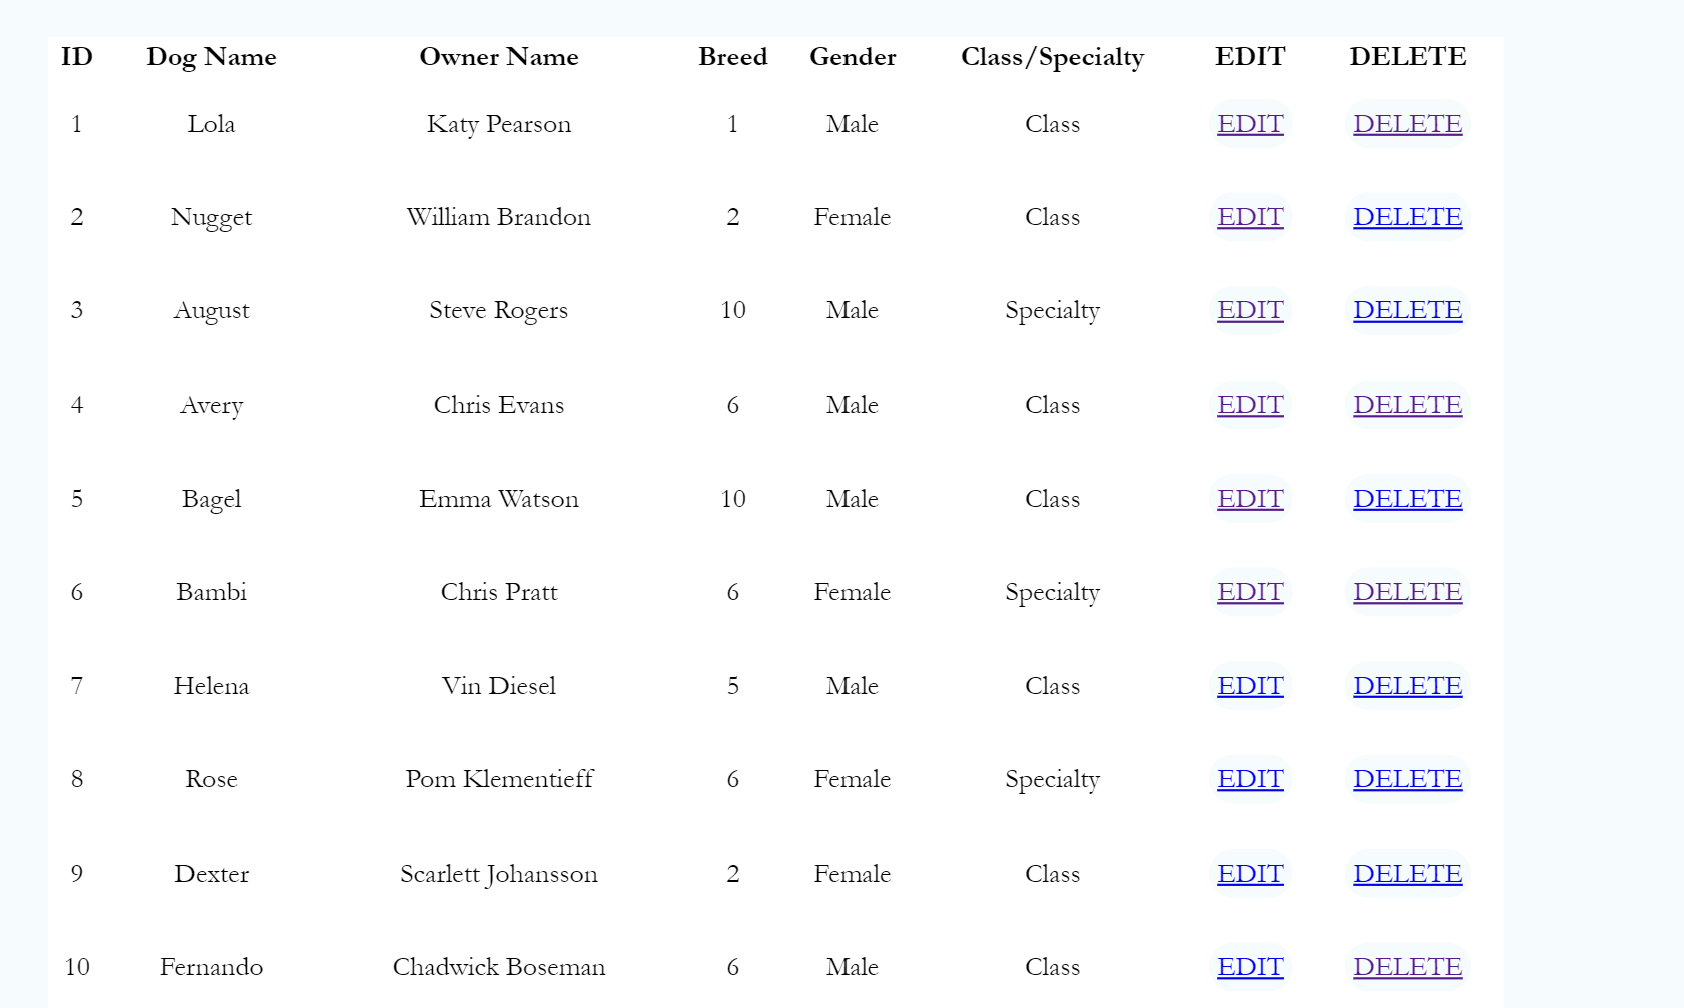 ID Dog Name Owner Name Breed Gender Class/Specialty EDIT DELETE
1 Lola Katy Pearson 1 Male Class EDIT DELETE
2 Nugget William Brandon 2 Female Class EDIT DELETE
3 August Steve Rogers 10 Male Specialty EDIT DELETE
4 Avery Chris Evans 6 Male Class EDIT DELETE
5 Bagel Emma Watson 10 Male Class EDIT DELETE
6 Bambi Chris Pratt 6 Female Specialty EDIT DELETE
7 Helena Vin Diesel 5 Male Class EDIT DELETE
8 Rose Pom Klementieff 6 Female Specialty EDIT DELETE
9 Dexter Scarlett Johansson 2 Female Class EDIT DELETE
10 Fernando Chadwick Boseman 6 Male Class EDIT DELETE